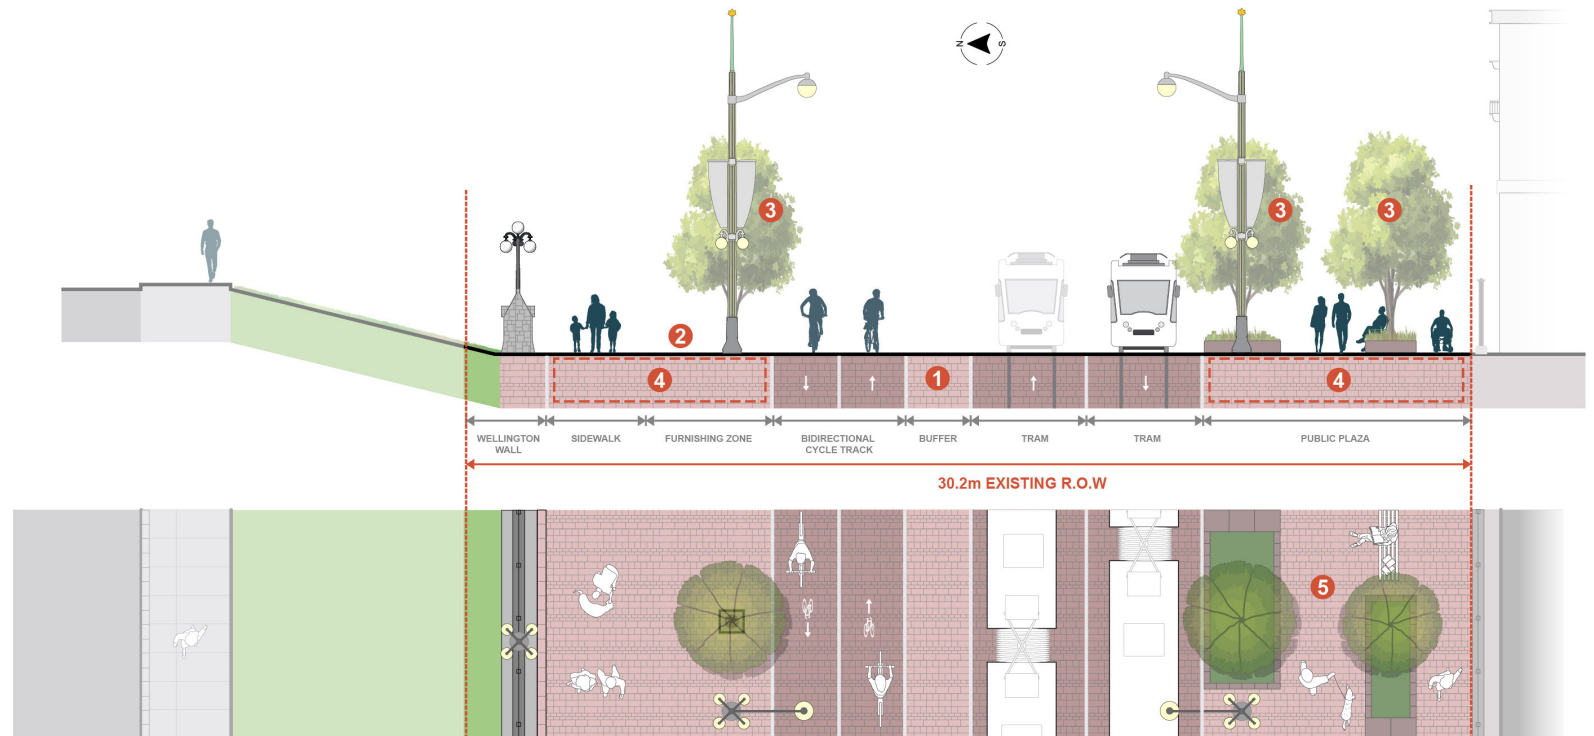 N S
3 3 3
2
4 1 4
WELLINGTON
WALL
SIDEWALK
FURNISHING ZONE
BIDIRECTIONAL
CYCLE TRACK
BUFFER
TRAM
TRAM
PUBLIC PLAZA
30.2m EXISTING R.O.W
5